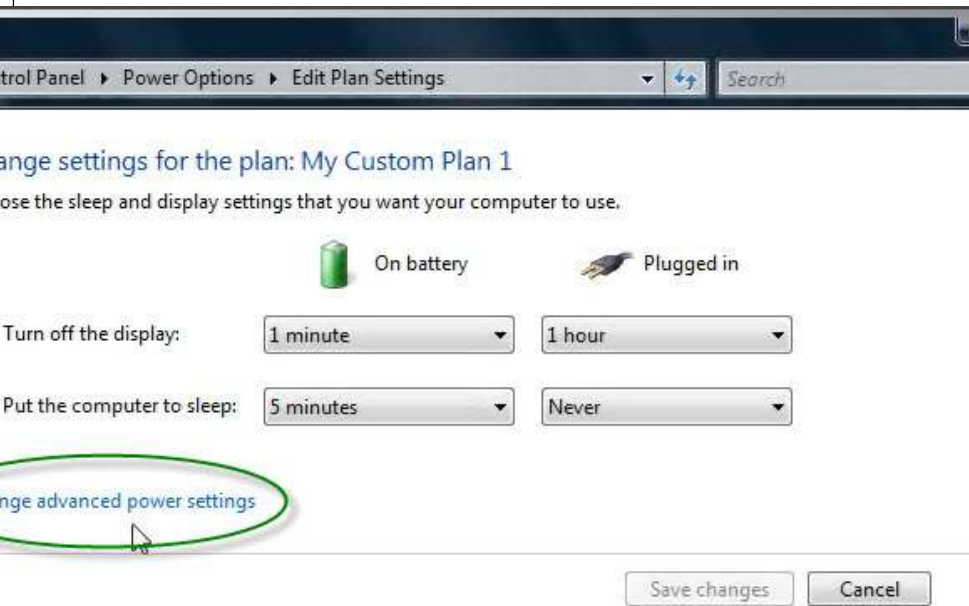 trol Panel ▸ Power Options ▸ Edit Plan Settings Search
ange settings for the plan: My Custom Plan 1
ose the sleep and display settings that you want your computer to use.
On battery Plugged in
Turn off the display: 1 minute 1 hour
Put the computer to sleep: 5 minutes Never
nge advanced power settings
Save changes Cancel